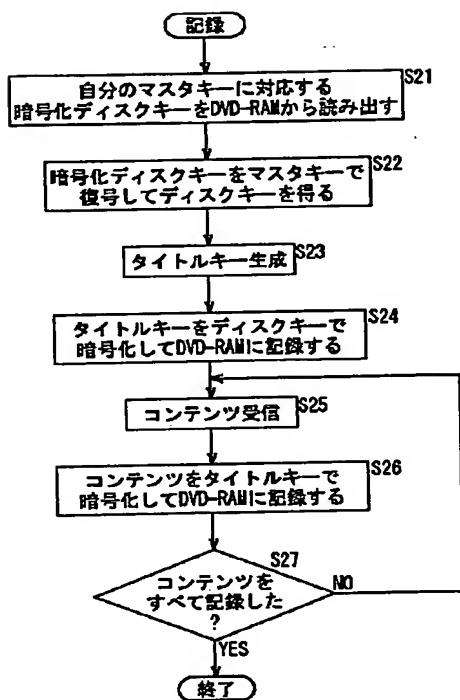 記録
S21
自分のマスタキーに対応する
暗号化ディスクキーをDVD-RAMから読み出す
S22
暗号化ディスクキーをマスタキーで
復号してディスクキーを得る
S23
タイトルキー生成
S24
タイトルキーをディスクキーで
暗号化してDVD-RAMに記録する
S25
コンテンツ受信
S26
コンテンツをタイトルキーで
暗号化してDVD-RAMに記録する
S27
コンテンツを
すべて記録した
?
NO
YES
終了